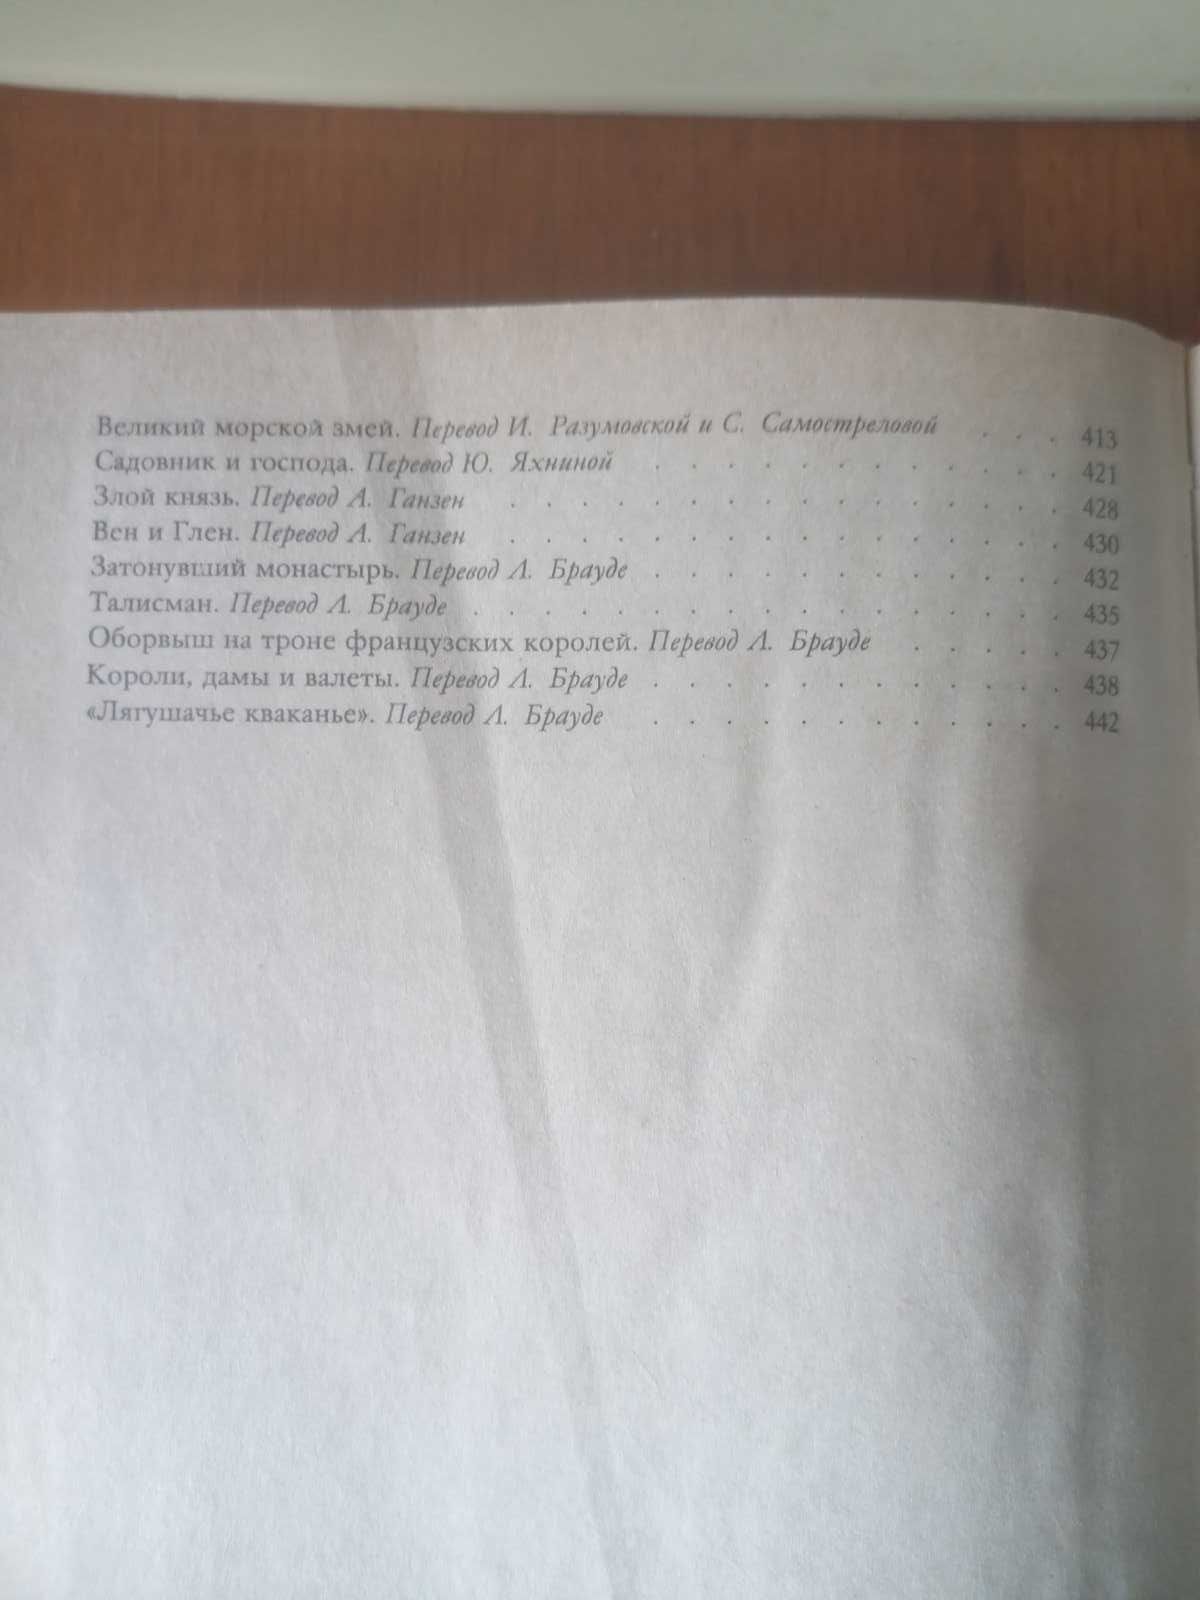 Великий морской змей. Перевод И. Разумовской и С. Самостреловой . . . 413
Садовник и господа. Перевод Ю. Яхниной . . . . . . . . . . . . 421
Злой князь. Перевод А. Ганзен . . . . . . . . . . . . . . . . 428
Вен и Глен. Перевод А. Ганзен . . . . . . . . . . . . . . . . 430
Затонувший монастырь. Перевод Л. Брауде . . . . . . . . . . . . 432
Талисман. Перевод Л. Брауде . . . . . . . . . . . . . . . . . 435
Оборвыш на троне французских королей. Перевод Л. Брауде . . . . . 437
Короли, дамы и валеты. Перевод Л. Брауде . . . . . . . . . . . . 438
«Лягушачье кваканье». Перевод Л. Брауде . . . . . . . . . . . . 442